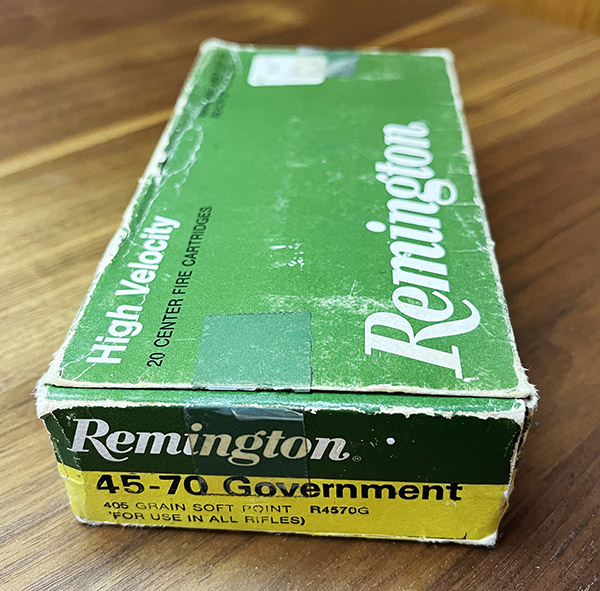 High Velocity
20 CENTER FIRE CARTRIDGES
Remington
Remington®
45-70 Government
405 GRAIN SOFT POINT R4570G
(FOR USE IN ALL RIFLES)